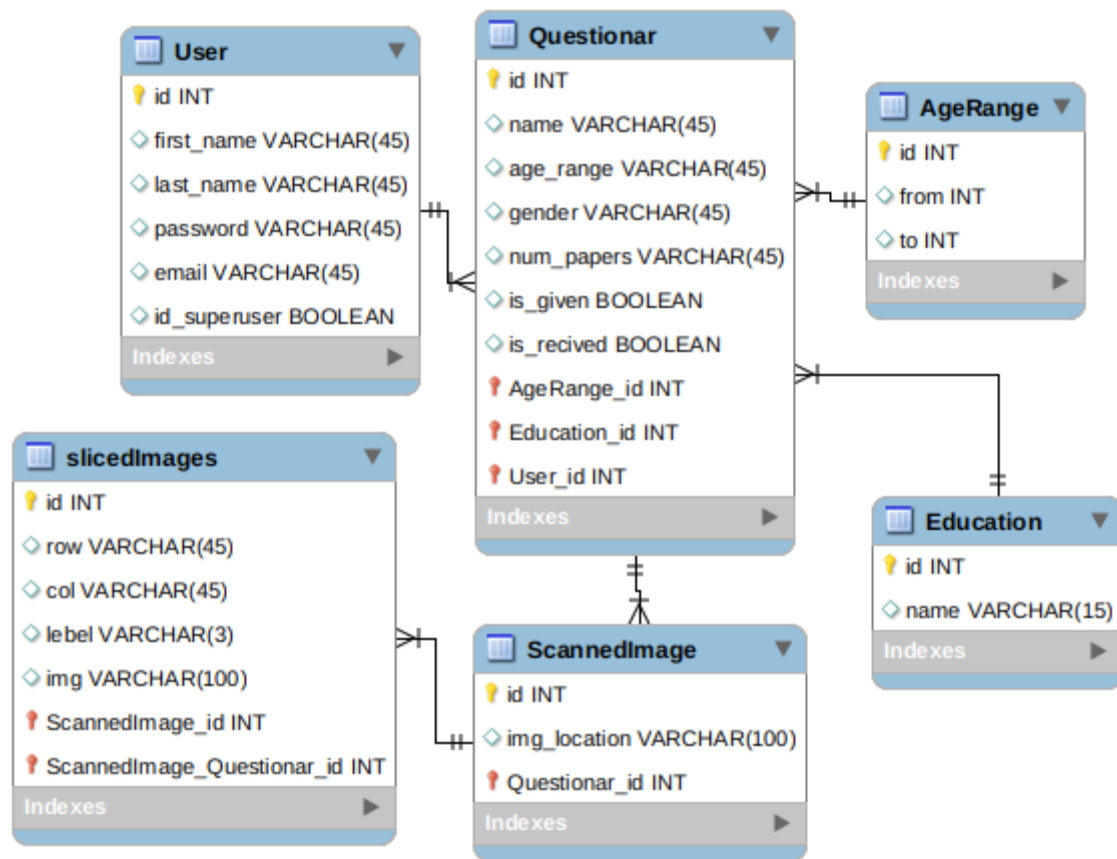 User
id INT
first_name VARCHAR(45)
last_name VARCHAR(45)
password VARCHAR(45)
email VARCHAR(45)
id_superuser BOOLEAN
Indexes
Questionar
id INT
name VARCHAR(45)
age_range VARCHAR(45)
gender VARCHAR(45)
num_papers VARCHAR(45)
is_given BOOLEAN
is_recived BOOLEAN
AgeRange_id INT
Education_id INT
User_id INT
Indexes
AgeRange
id INT
from INT
to INT
Indexes
slicedImages
id INT
row VARCHAR(45)
col VARCHAR(45)
lebel VARCHAR(3)
img VARCHAR(100)
ScannedImage_id INT
ScannedImage_Questionar_id INT
Indexes
ScannedImage
id INT
img_location VARCHAR(100)
Questionar_id INT
Indexes
Education
id INT
name VARCHAR(15)
Indexes